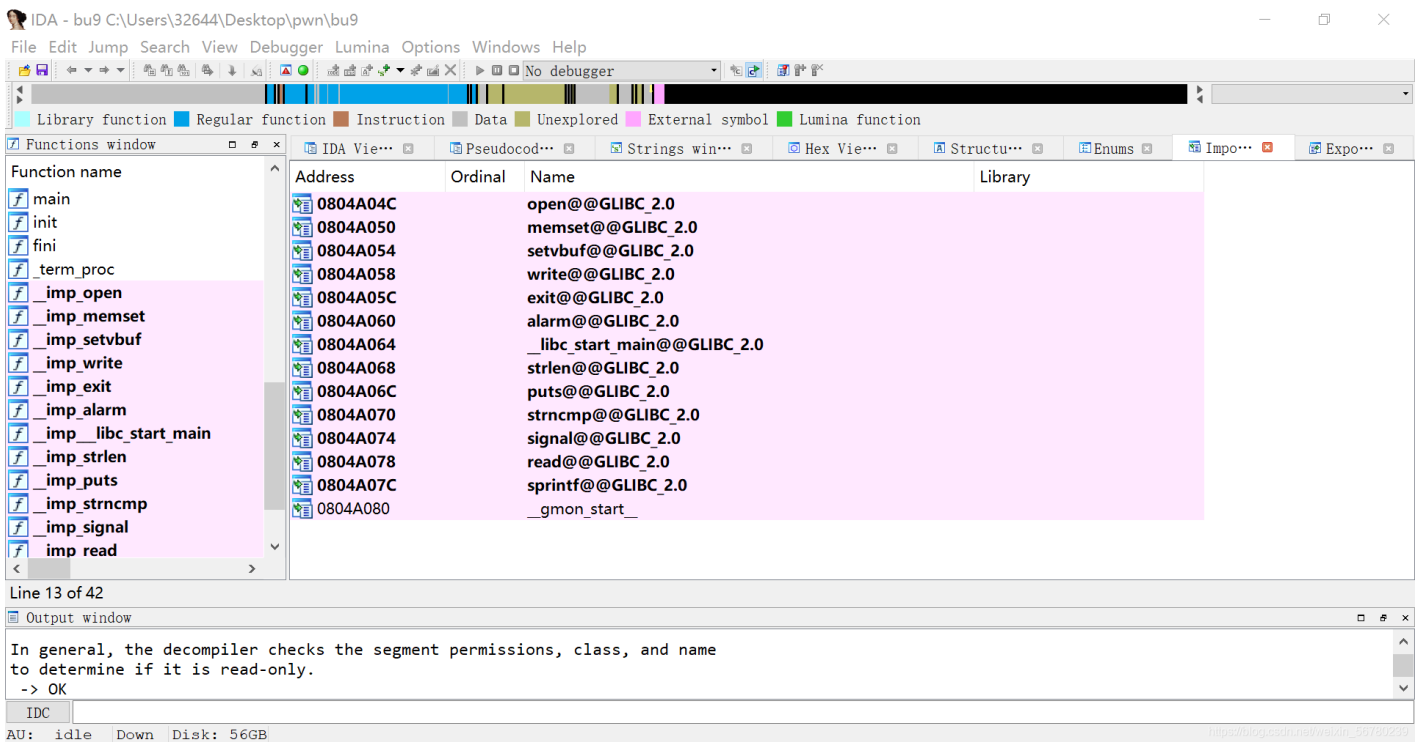 IDA - bu9 C:\Users\32644\Desktop\pwn\bu9
File Edit Jump Search View Debugger Lumina Options Windows Help
No debugger
Library function Regular function Instruction Data Unexplored External symbol Lumina function
Functions window
IDA Vie··· Pseudocod··· Strings win··· Hex Vie··· Structu··· Enums Impo··· Expo···
Function name
Address Ordinal Name Library
main
init
fini
_term_proc
__imp_open
__imp_memset
__imp_setvbuf
__imp_write
__imp_exit
__imp_alarm
__imp___libc_start_main
__imp_strlen
__imp_puts
__imp_strncmp
__imp_signal
__imp_read
0804A04C open@@GLIBC_2.0
0804A050 memset@@GLIBC_2.0
0804A054 setvbuf@@GLIBC_2.0
0804A058 write@@GLIBC_2.0
0804A05C exit@@GLIBC_2.0
0804A060 alarm@@GLIBC_2.0
0804A064 __libc_start_main@@GLIBC_2.0
0804A068 strlen@@GLIBC_2.0
0804A06C puts@@GLIBC_2.0
0804A070 strncmp@@GLIBC_2.0
0804A074 signal@@GLIBC_2.0
0804A078 read@@GLIBC_2.0
0804A07C sprintf@@GLIBC_2.0
0804A080 __gmon_start__
Line 13 of 42
Output window
In general, the decompiler checks the segment permissions, class, and name
to determine if it is read-only.
-> OK
IDC
AU: idle Down Disk: 56GB
https://blog.csdn.net/weixin_56780239